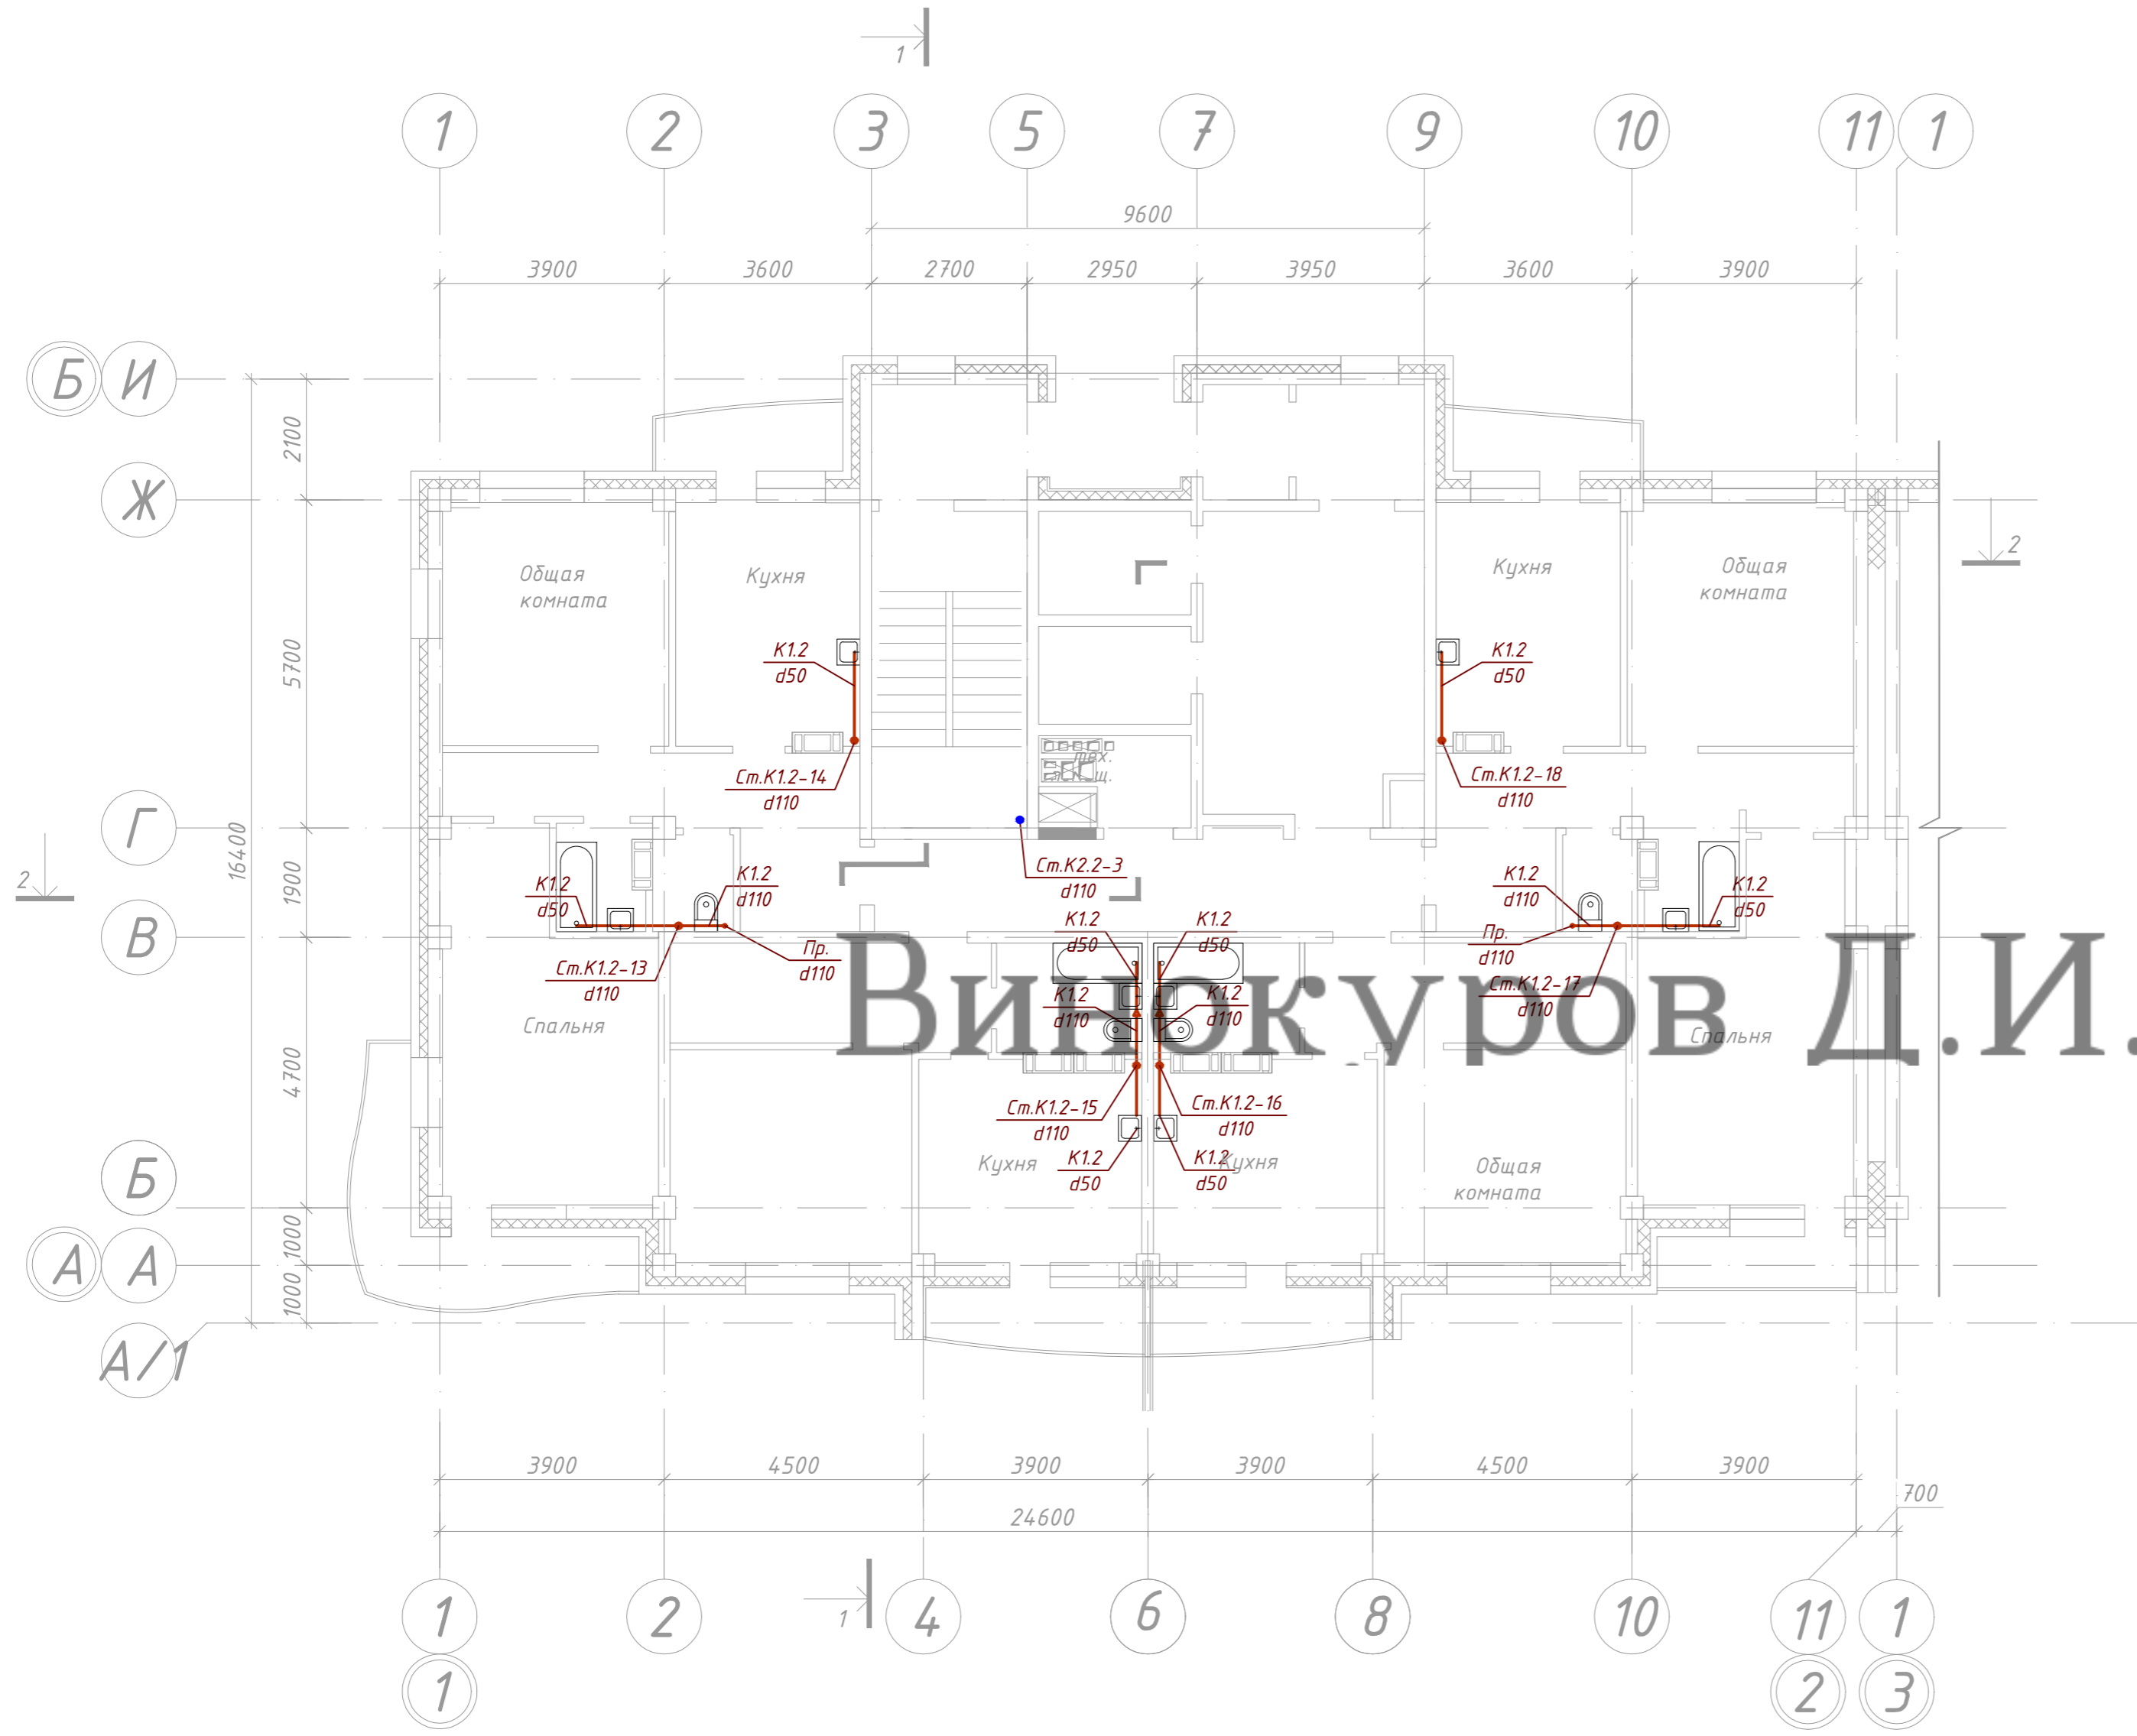 1
1 2 3 5 7 9 10 11 1
9600
3900 3600 2700 2950 3950 3600 3900
Б И
2100
Ж
2
Общая
комната
Кухня
Кухня
Общая
комната
5700
К1.2
d50
К1.2
d50
тех.
Ст.К1.2-14
d110
Ст.К1.2-18
d110
Г
16400
1900
2
Ст.К2.2-3
d110
К1.2
d50
К1.2
d110
К1.2
d110
К1.2
d50
В
К1.2
d50
К1.2
d50
Пр.
d110
Пр.
d110
Ст.К1.2-13
d110
Ст.К1.2-17
d110
Винокуров Д.И.
К1.2
d110
К1.2
d110
Спальня
Спальня
4700
Ст.К1.2-15
d110
Ст.К1.2-16
d110
Б
Кухня
К1.2
d50
К1.2
d50
Кухня
Общая
комната
1000
А А
1000
А/1
3900 4500 3900 3900 4500 3900
700
24600
1
1 2 4 6 8 10 11 1
1 2 3